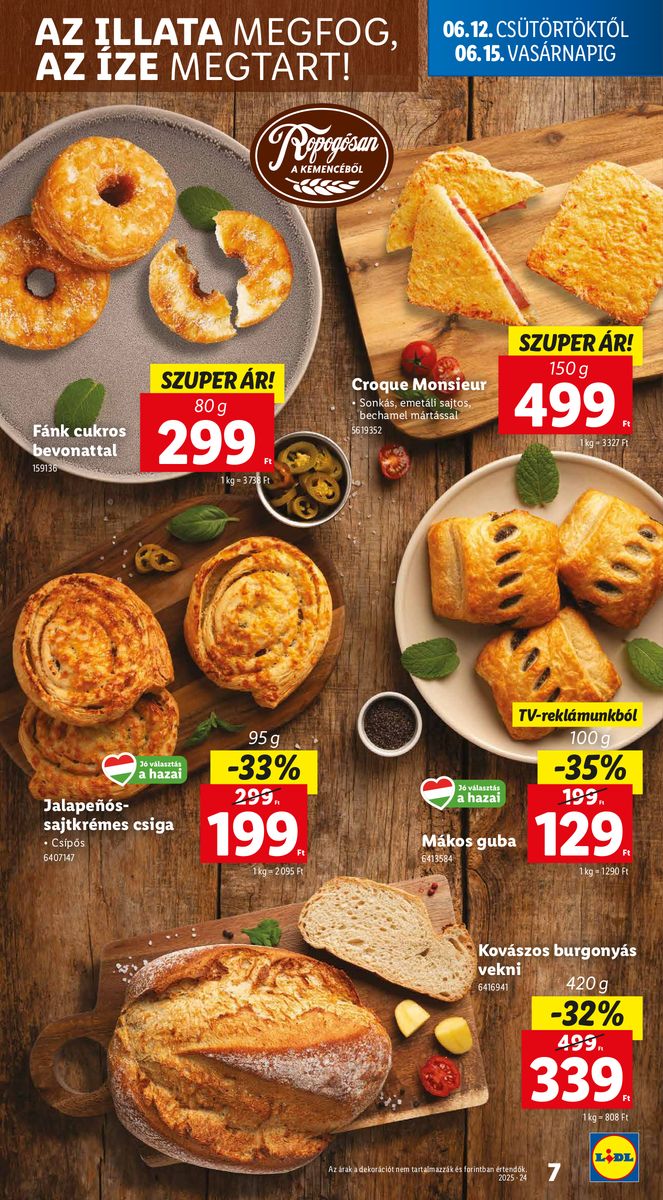 AZ ILLATA MEGFOG,
AZ ÍZE MEGTART!
06.12. CSÜTÖRTÖKTŐL
06.15. VASÁRNAPIG
Ropogósan
A KEMENCÉBŐL
SZUPER ÁR!
80 g
299 Ft
1 kg = 3738 Ft
Fánk cukros
bevonattal
159136
SZUPER ÁR!
150 g
499 Ft
1 kg = 3327 Ft
Croque Monsieur
• Sonkás, emetáli sajtos,
bechamel mártással
5619352
Jó választás
a hazai
Jalapeñós-
sajtkrémes csiga
• Csípős
6407147
95 g
-33%
299 Ft
199 Ft
1 kg = 2095 Ft
TV-reklámunkból
100 g
-35%
199 Ft
129 Ft
1 kg = 1290 Ft
Jó választás
a hazai
Mákos guba
6413584
Kovászos burgonyás
vekni
6416941
420 g
-32%
499 Ft
339 Ft
1 kg = 808 Ft
Az árak a dekorációt nem tartalmazzák és forintban értendők.
2025 - 24
7
LIDL